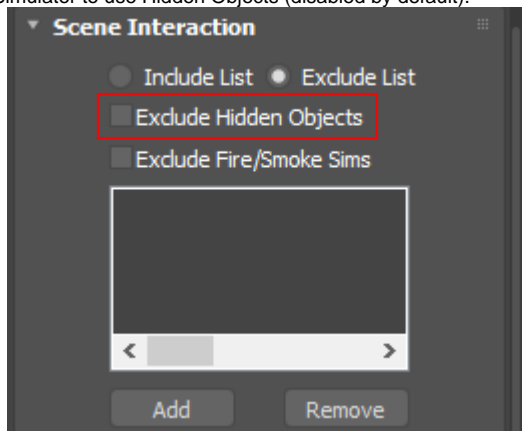 simulator to use Hidden Objects (disabled by default).
Scene Interaction
Include List Exclude List
Exclude Hidden Objects
Exclude Fire/Smoke Sims
Add Remove